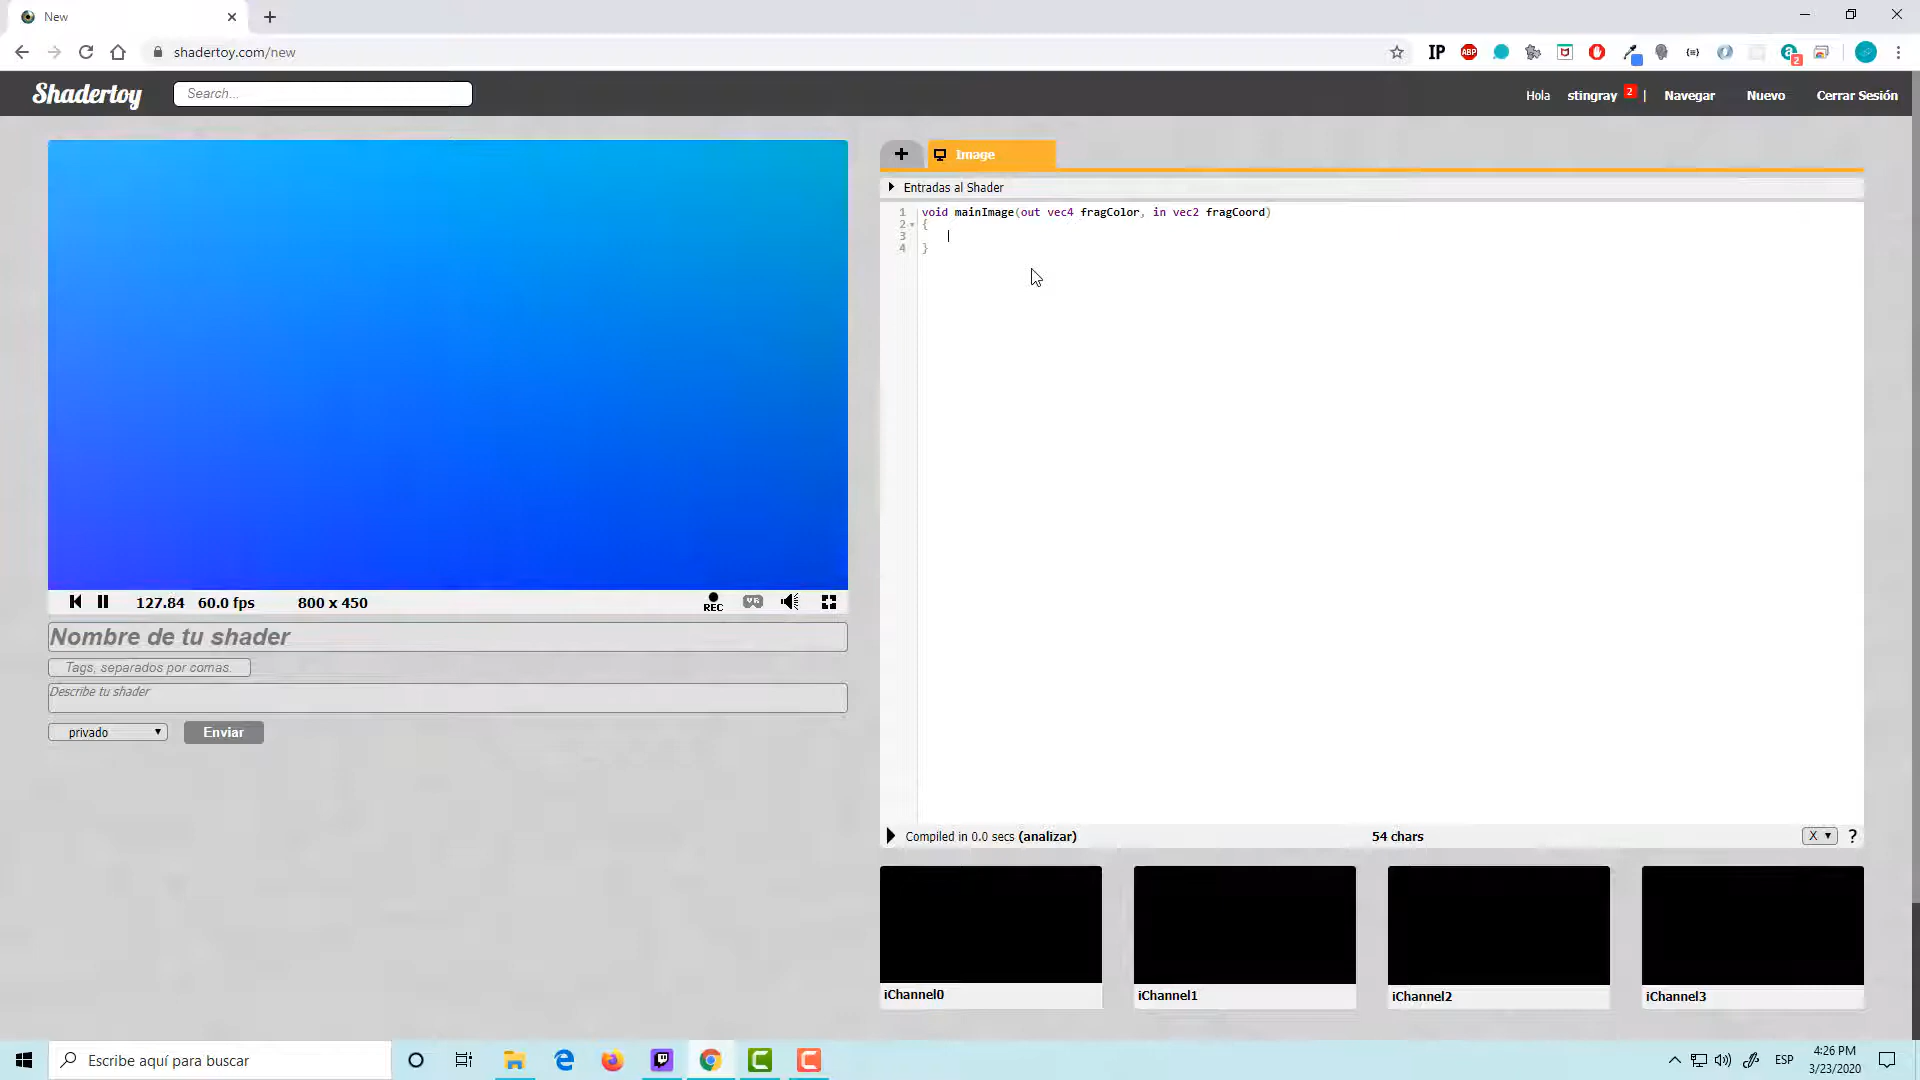 New
shadertoy.com/new
IP
ABP
2
Shadertoy
Search...
Hola stingray 2 | Navegar Nuevo Cerrar Sesión
+ Image
Entradas al Shader
1 void mainImage(out vec4 fragColor, in vec2 fragCoord)
2 {
3
4 }
127.84 60.0 fps 800 x 450
REC
Nombre de tu shader
Tags, separados por comas.
Describe tu shader
privado
Enviar
Compiled in 0.0 secs (analizar) 54 chars X ?
iChannel0 iChannel1 iChannel2 iChannel3
Escribe aquí para buscar
ESP
4:26 PM
3/23/2020